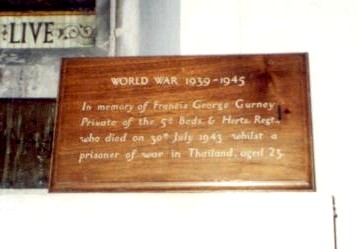 LIVE
WORLD WAR 1939-1945
In memory of Francis George Gurney
Private of the 5th Beds. & Herts. Regt.,
who died on 30th July 1943 whilst a
prisoner of war in Thailand, aged 23.